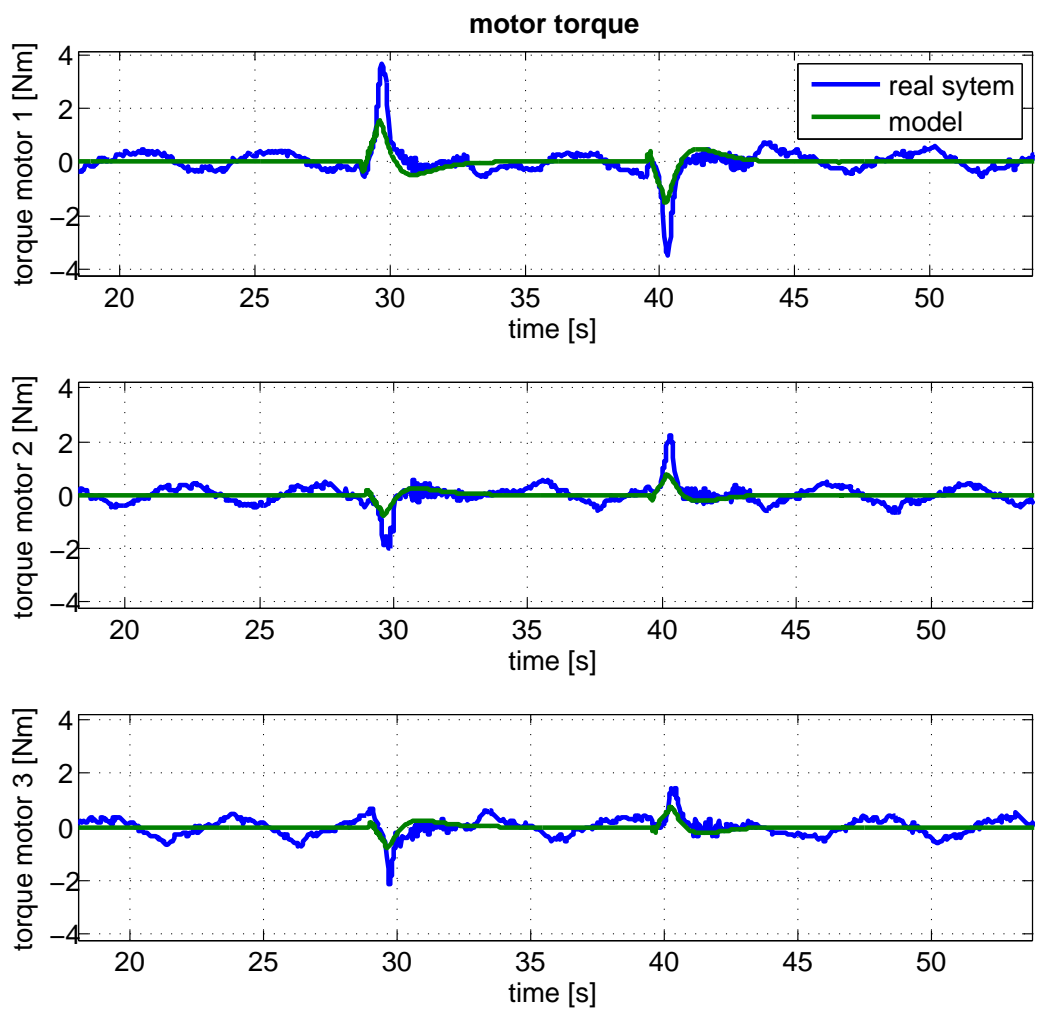 motor torque
torque motor 1 [Nm]
4
2
0
−2
−4
real sytem
model
20 25 30 35 40 45 50
time [s]
torque motor 2 [Nm]
4
2
0
−2
−4
20 25 30 35 40 45 50
time [s]
torque motor 3 [Nm]
4
2
0
−2
−4
20 25 30 35 40 45 50
time [s]